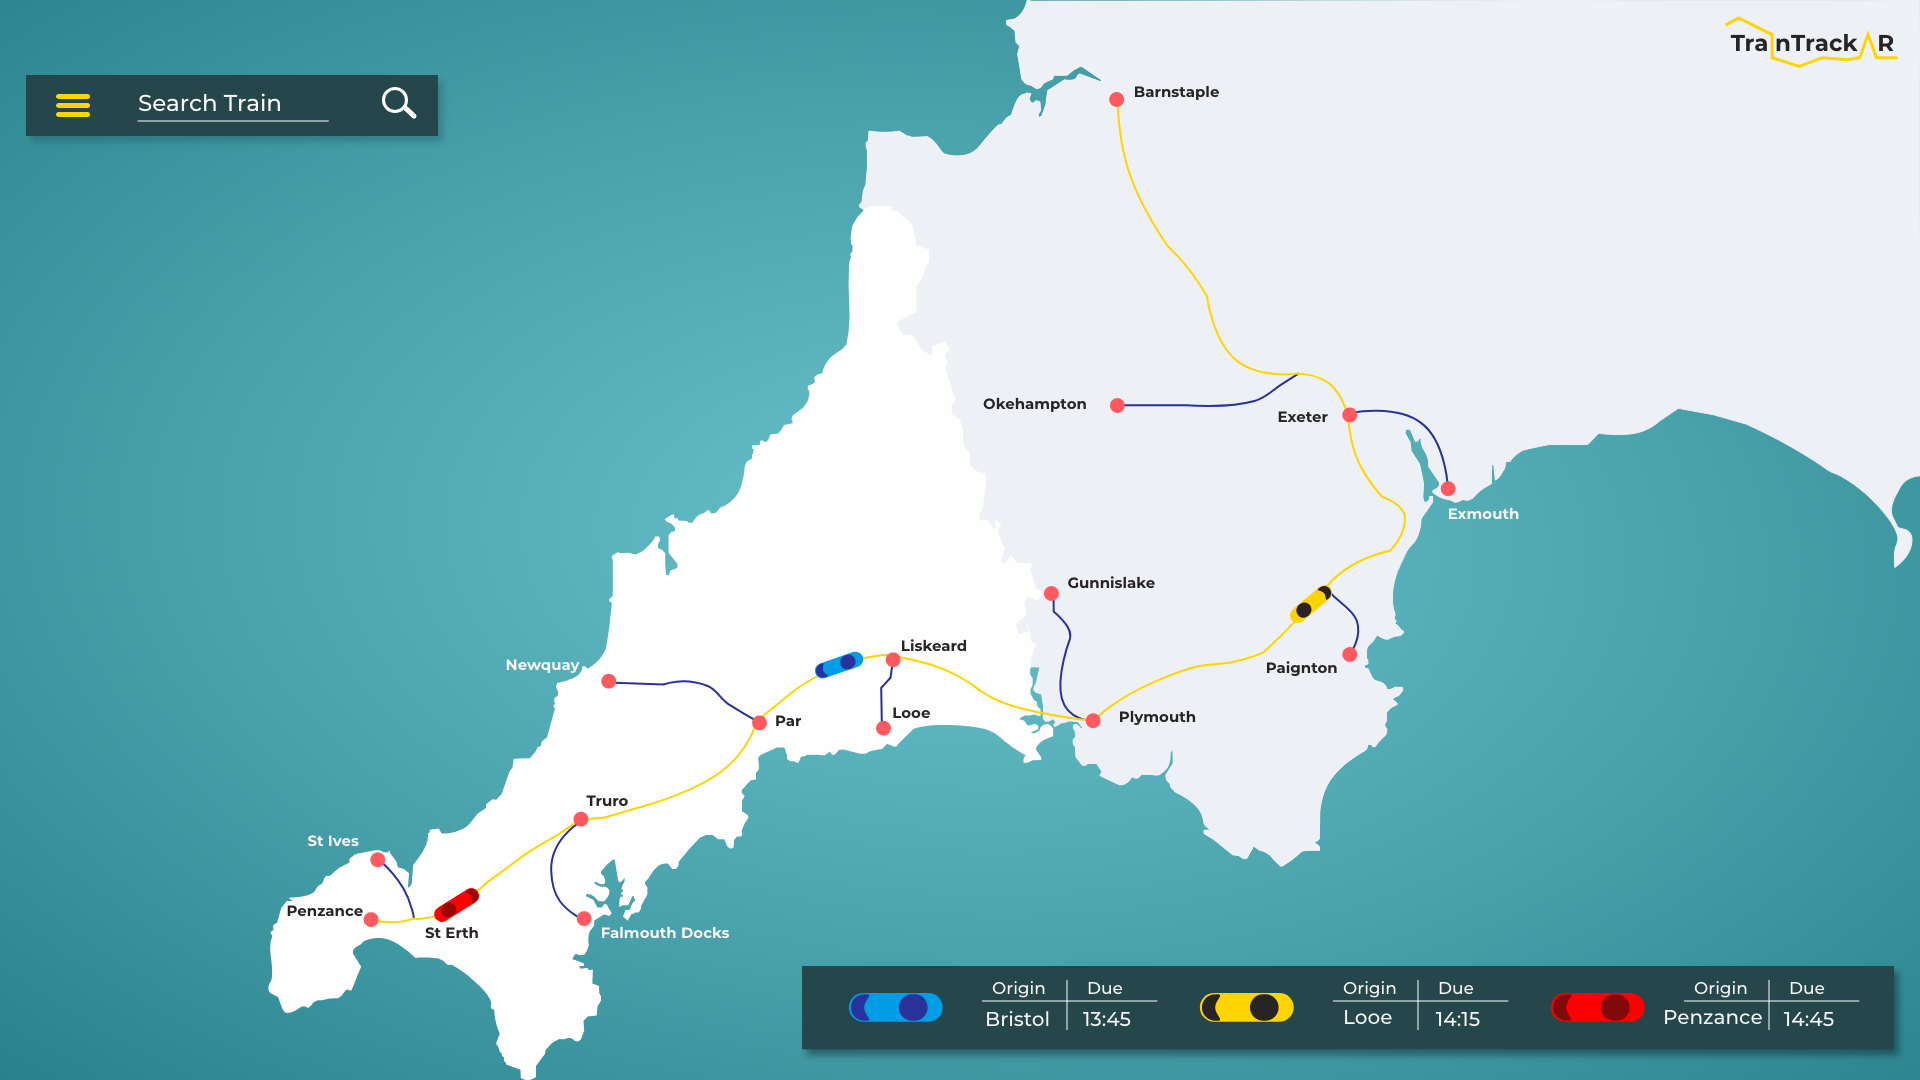 TrainTrackAR
Search Train
Barnstaple
Okehampton
Exeter
Exmouth
Gunnislake
Liskeard
Newquay
Paignton
Looe
Plymouth
Par
Truro
St Ives
Penzance
St Erth
Falmouth Docks
Origin Due
Bristol 13:45
Origin Due
Looe 14:15
Origin Due
Penzance 14:45